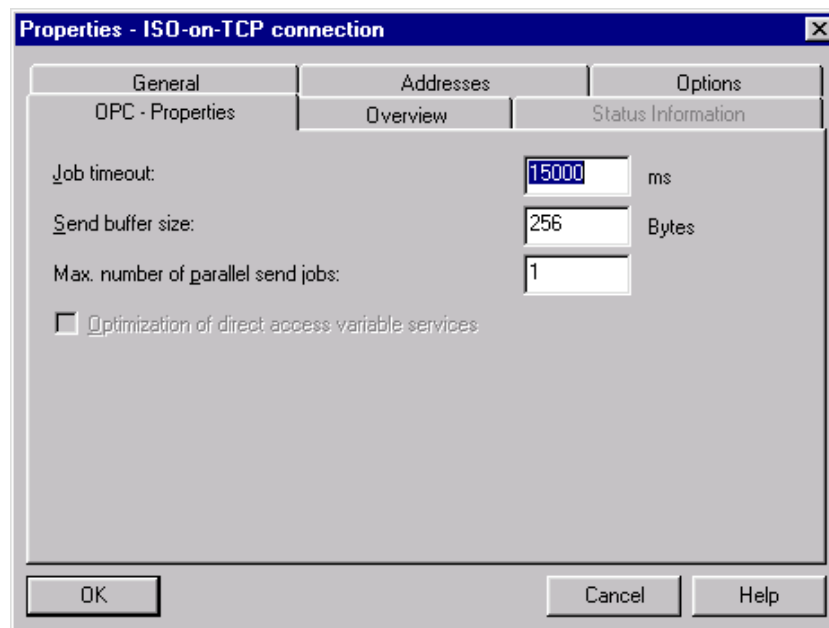 Properties - ISO-on-TCP connection
General Addresses Options
OPC - Properties Overview Status Information
Job timeout: 15000 ms
Send buffer size: 256 Bytes
Max. number of parallel send jobs: 1
Optimization of direct access variable services
OK Cancel Help